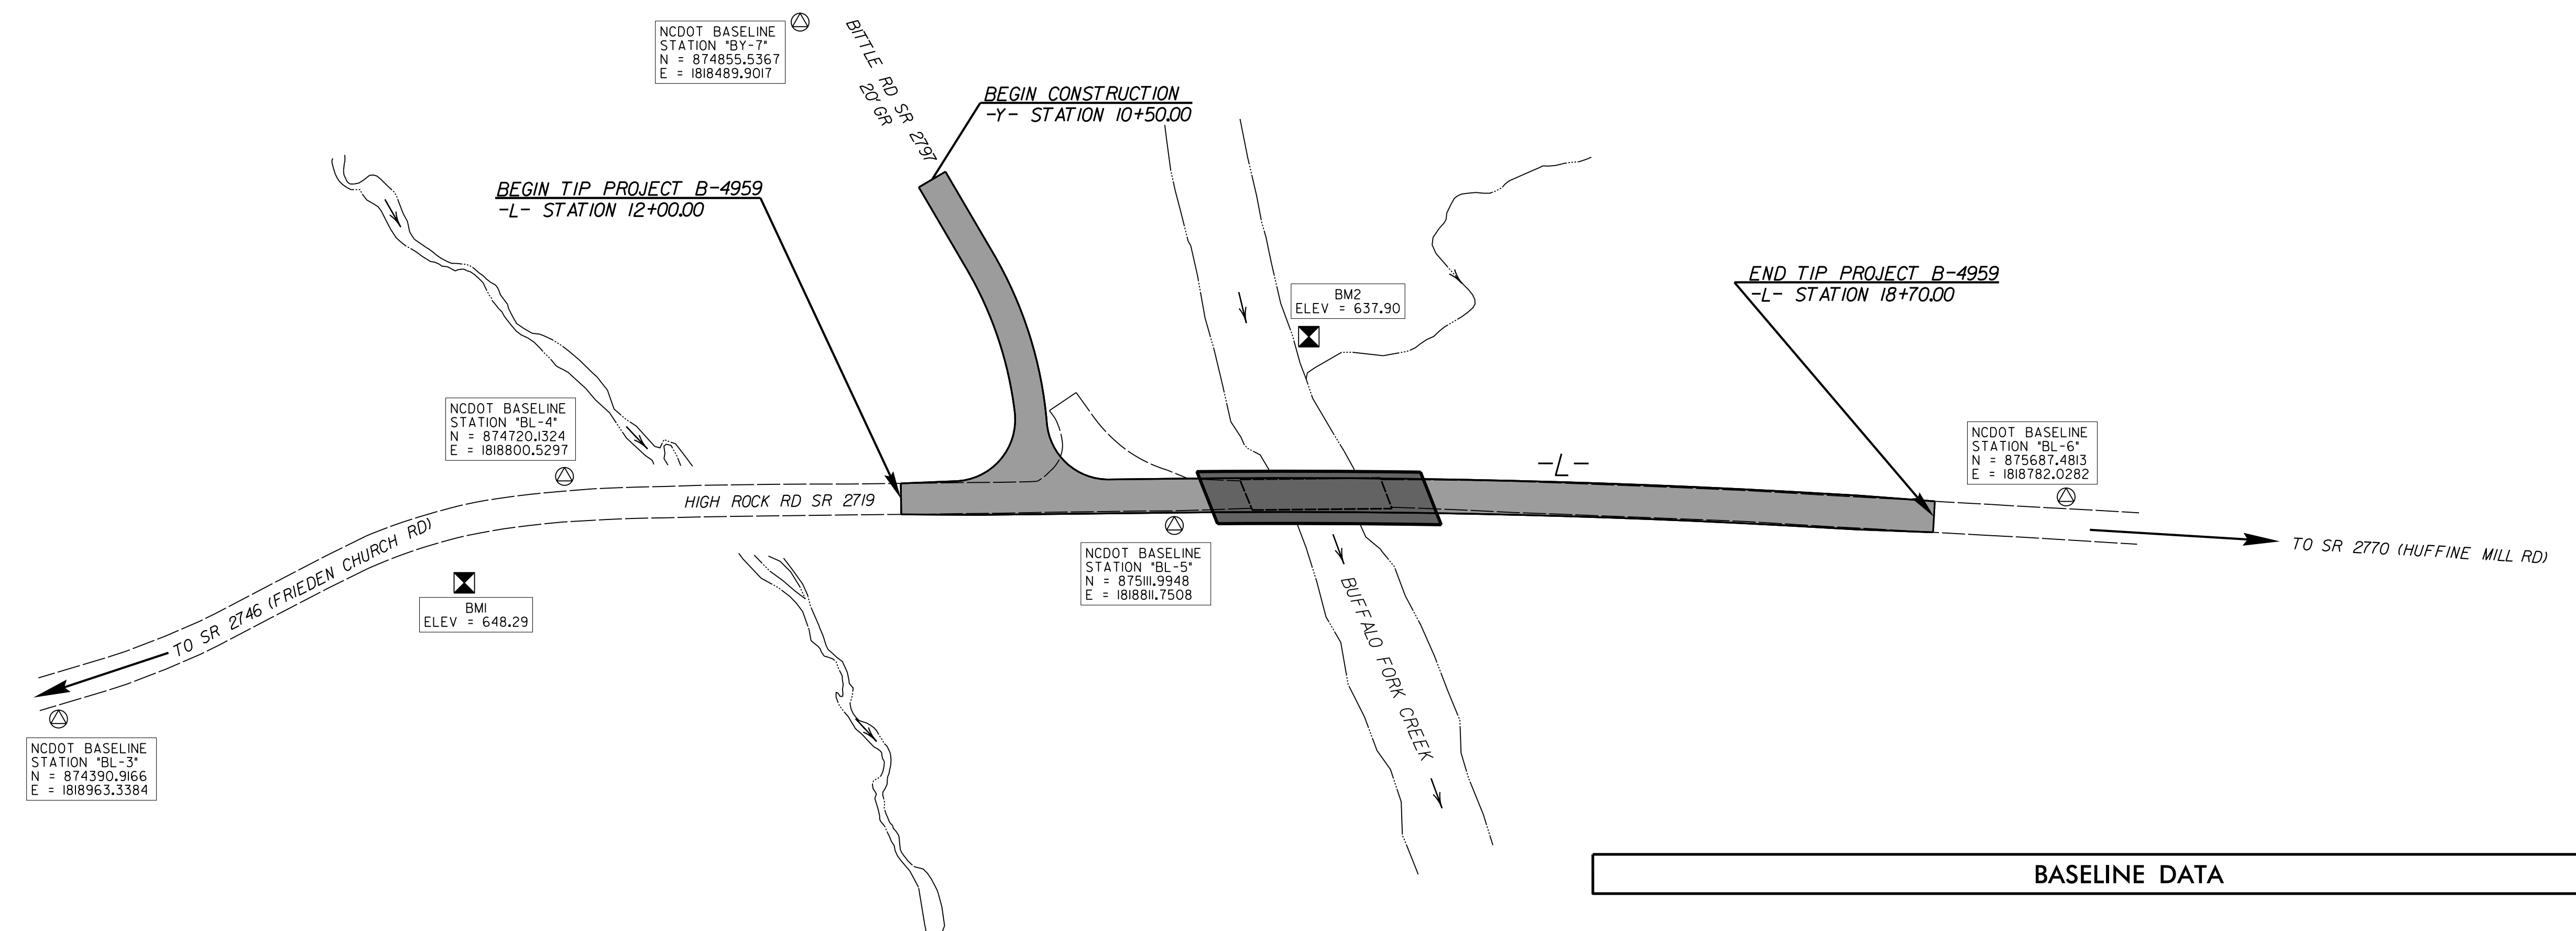 NCDOT BASELINE
STATION "BY-7"
N = 874855.5367
E = 1818489.9017
BITTLE RD SR 2797
20' GR
BEGIN CONSTRUCTION
-Y- STATION 10+50.00
BEGIN TIP PROJECT B-4959
-L- STATION 12+00.00
BM2
ELEV = 637.90
END TIP PROJECT B-4959
-L- STATION 18+70.00
NCDOT BASELINE
STATION "BL-4"
N = 874720.1324
E = 1818800.5297
NCDOT BASELINE
STATION "BL-6"
N = 875687.4813
E = 1818782.0282
-L-
HIGH ROCK RD SR 2719
TO SR 2746 (FRIEDEN CHURCH RD)
TO SR 2770 (HUFFINE MILL RD)
NCDOT BASELINE
STATION "BL-5"
N = 875111.9948
E = 1818811.7508
BM1
ELEV = 648.29
BUFFALO FORK CREEK
NCDOT BASELINE
STATION "BL-3"
N = 874390.9166
E = 1818963.3384
BASELINE DATA